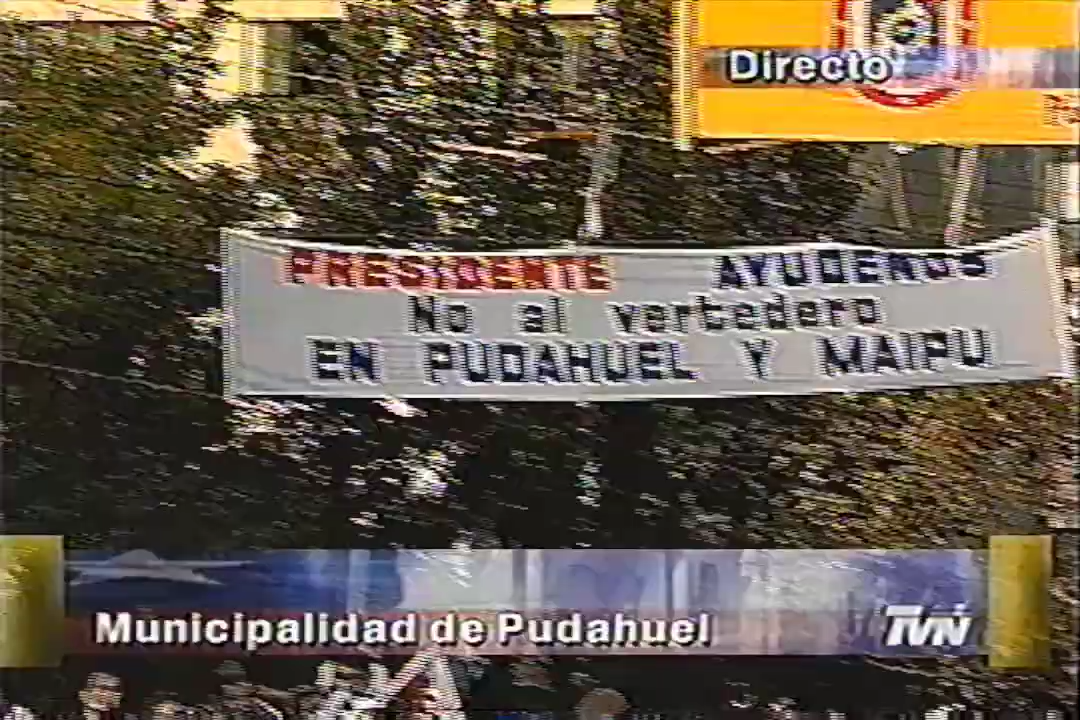 Directo
PRESIDENTE AYUDENOS
No al vertedero
EN PUDAHUEL Y MAIPU
Municipalidad de Pudahuel
TVN